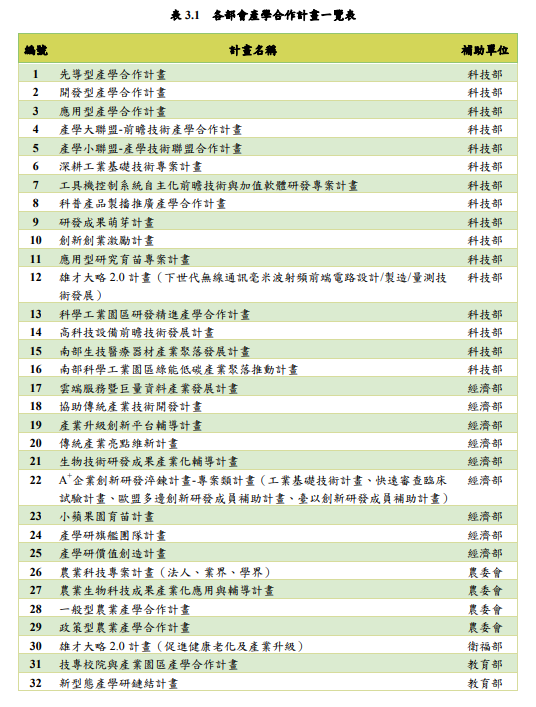 表 3.1 各部會產學合作計畫一覽表
編號 計畫名稱 補助單位
1 先導型產學合作計畫 科技部
2 開發型產學合作計畫 科技部
3 應用型產學合作計畫 科技部
4 產學大聯盟-前瞻技術產學合作計畫 科技部
5 產學小聯盟-產學技術聯盟合作計畫 科技部
6 深耕工業基礎技術專案計畫 科技部
7 工具機控制系統自主化前瞻技術與加值軟體研發專案計畫 科技部
8 科普產品製播推廣產學合作計畫 科技部
9 研發成果萌芽計畫 科技部
10 創新創業激勵計畫 科技部
11 應用型研究育苗專案計畫 科技部
12 雄才大略 2.0 計畫（下世代無線通訊毫米波射頻前端電路設計/製造/量測技 科技部
術發展）
13 科學工業園區研發精進產學合作計畫 科技部
14 高科技設備前瞻技術發展計畫 科技部
15 南部生技醫療器材產業聚落發展計畫 科技部
16 南部科學工業園區綠能低碳產業聚落推動計畫 科技部
17 雲端服務暨巨量資料產業發展計畫 經濟部
18 協助傳統產業技術開發計畫 經濟部
19 產業升級創新平台輔導計畫 經濟部
20 傳統產業亮點維新計畫 經濟部
21 生物技術研發成果產業化輔導計畫 經濟部
22 A+企業創新研發淬鍊計畫-專案類計畫（工業基礎技術計畫、快速審查臨床 經濟部
試驗計畫、歐盟多邊創新研發成員補助計畫、臺以創新研發成員補助計畫）
23 小蘋果園育苗計畫 經濟部
24 產學研旗艦團隊計畫 經濟部
25 產學研價值創造計畫 經濟部
26 農業科技專案計畫（法人、業界、學界） 農委會
27 農業生物科技成果產業化應用與輔導計畫 農委會
28 一般型農業產學合作計畫 農委會
29 政策型農業產學合作計畫 農委會
30 雄才大略 2.0 計畫（促進健康老化及產業升級） 衛福部
31 技專校院與產業園區產學合作計畫 教育部
32 新型態產學研鏈結計畫 教育部